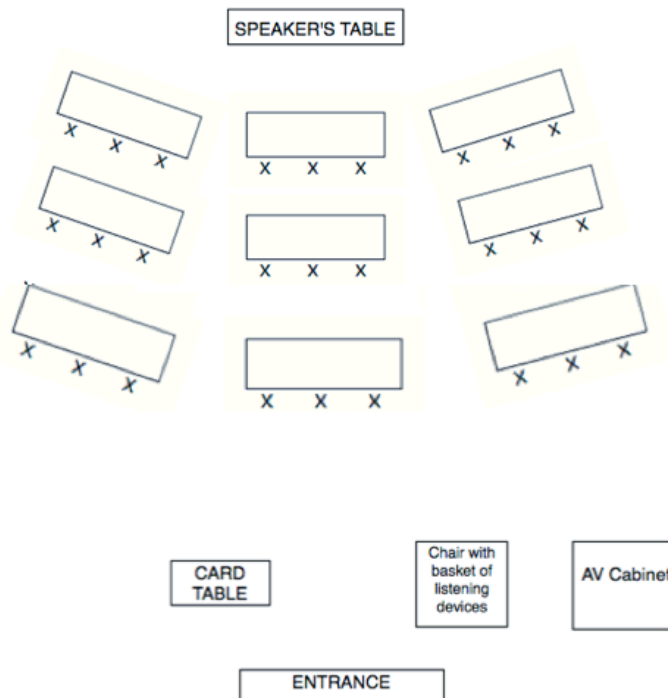 SPEAKER'S TABLE
X X X
X X X
X X X
X X X
X X X
X X X
X X X
X X X
X X X
CARD
TABLE
Chair with
basket of
listening
devices
AV Cabinet
ENTRANCE